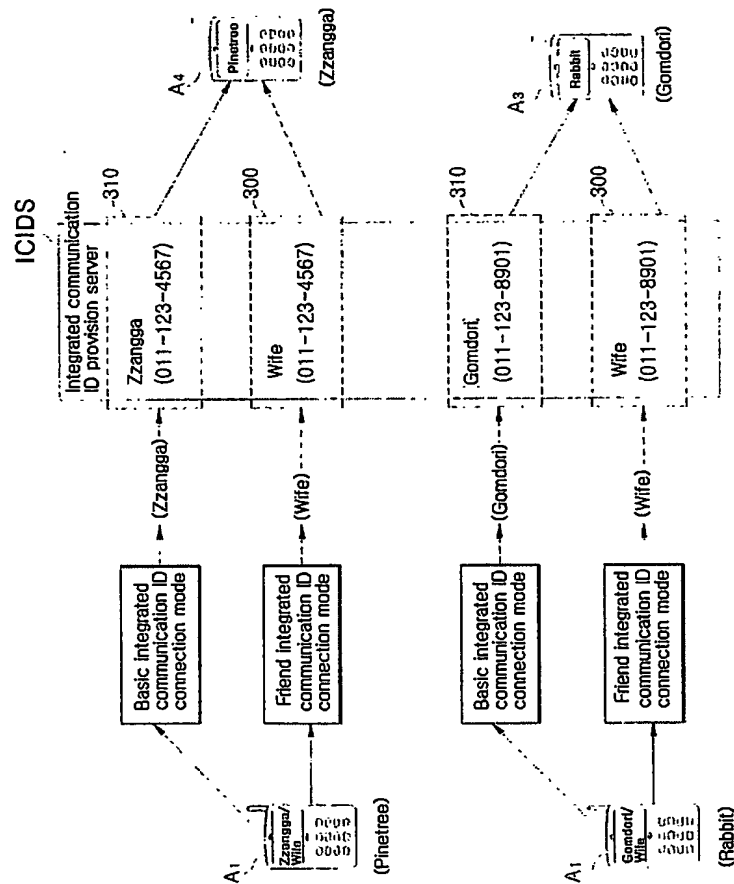 ICIDS
Integrated communication
ID provision server
A1
Zzangga/
Wife
(Pinetree)
Basic integrated
communication ID
connection mode
(Zzangga)
310
Zzangga
(011-123-4567)
A4
Pinetree
(Zzangga)
Friend integrated
communication ID
connection mode
(Wife)
300
Wife
(011-123-4567)
A1
Gomdori/
Wife
(Rabbit)
Basic integrated
communication ID
connection mode
(Gomdori)
310
Gomdori
(011-123-8901)
A3
Rabbit
(Gomdori)
Friend integrated
communication ID
connection mode
(Wife)
300
Wife
(011-123-8901)